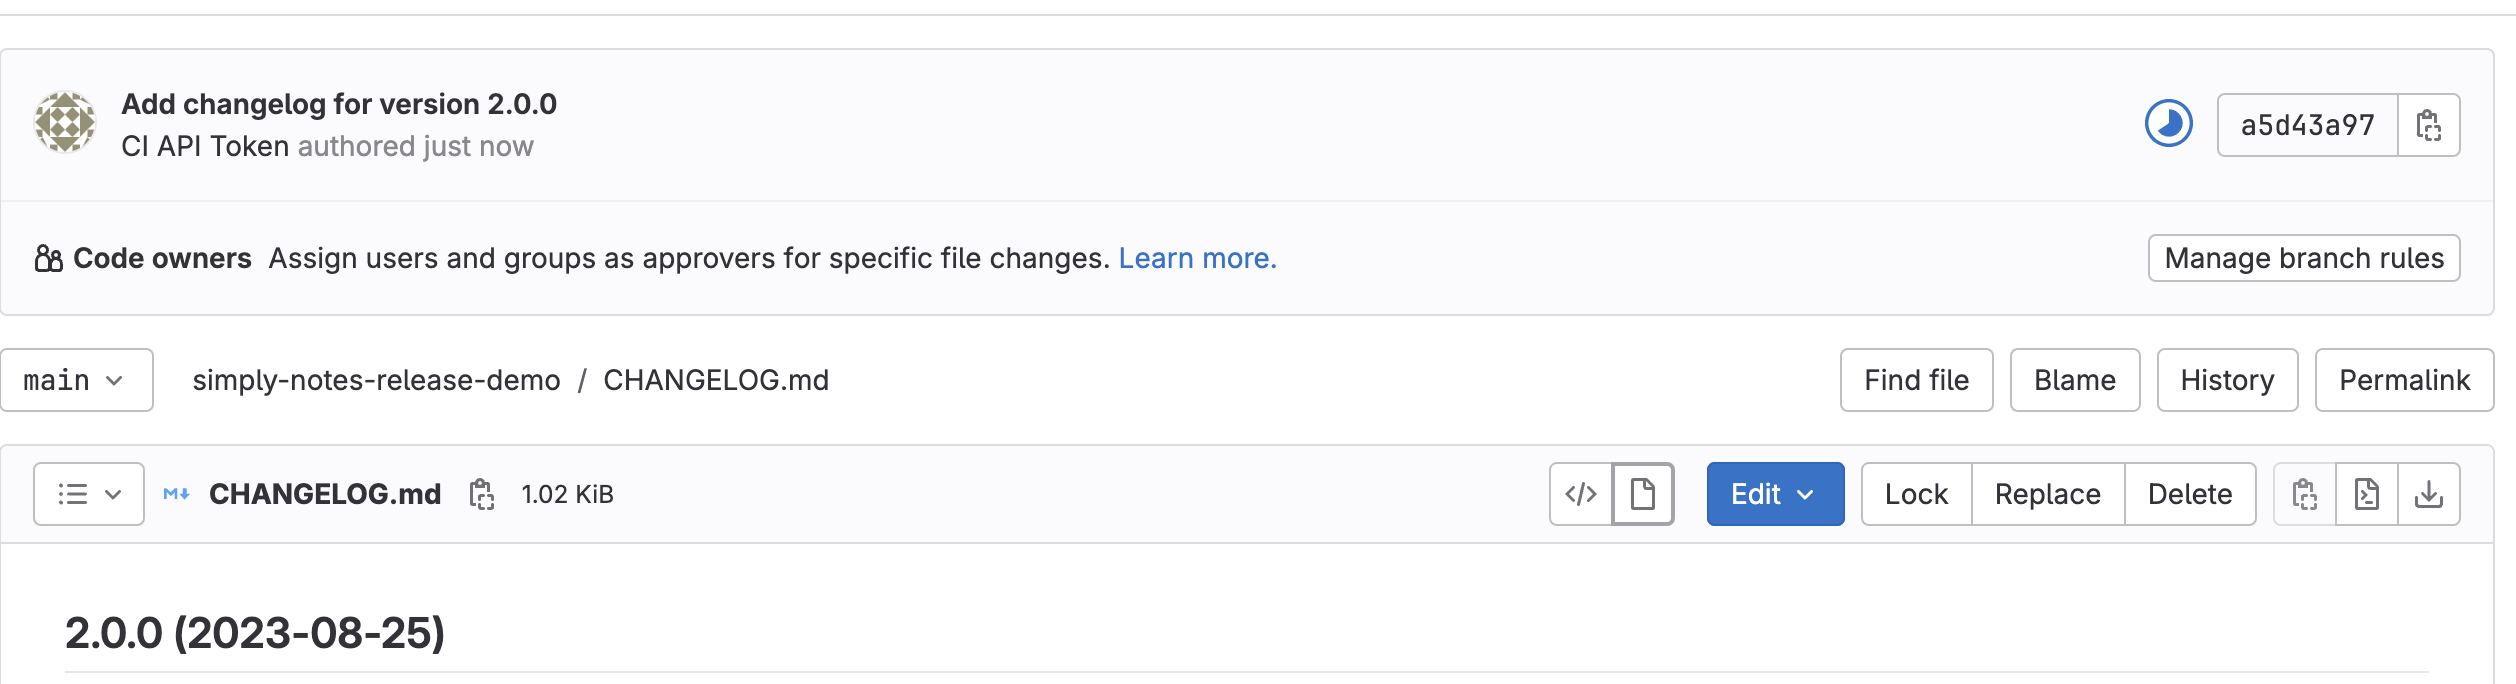 Add changelog for version 2.0.0
CI API Token authored just now
a5d43a97
Code owners Assign users and groups as approvers for specific file changes. Learn more.
Manage branch rules
main
simply-notes-release-demo / CHANGELOG.md
Find file
Blame
History
Permalink
CHANGELOG.md
1.02 KiB
Edit
Lock
Replace
Delete
2.0.0 (2023-08-25)